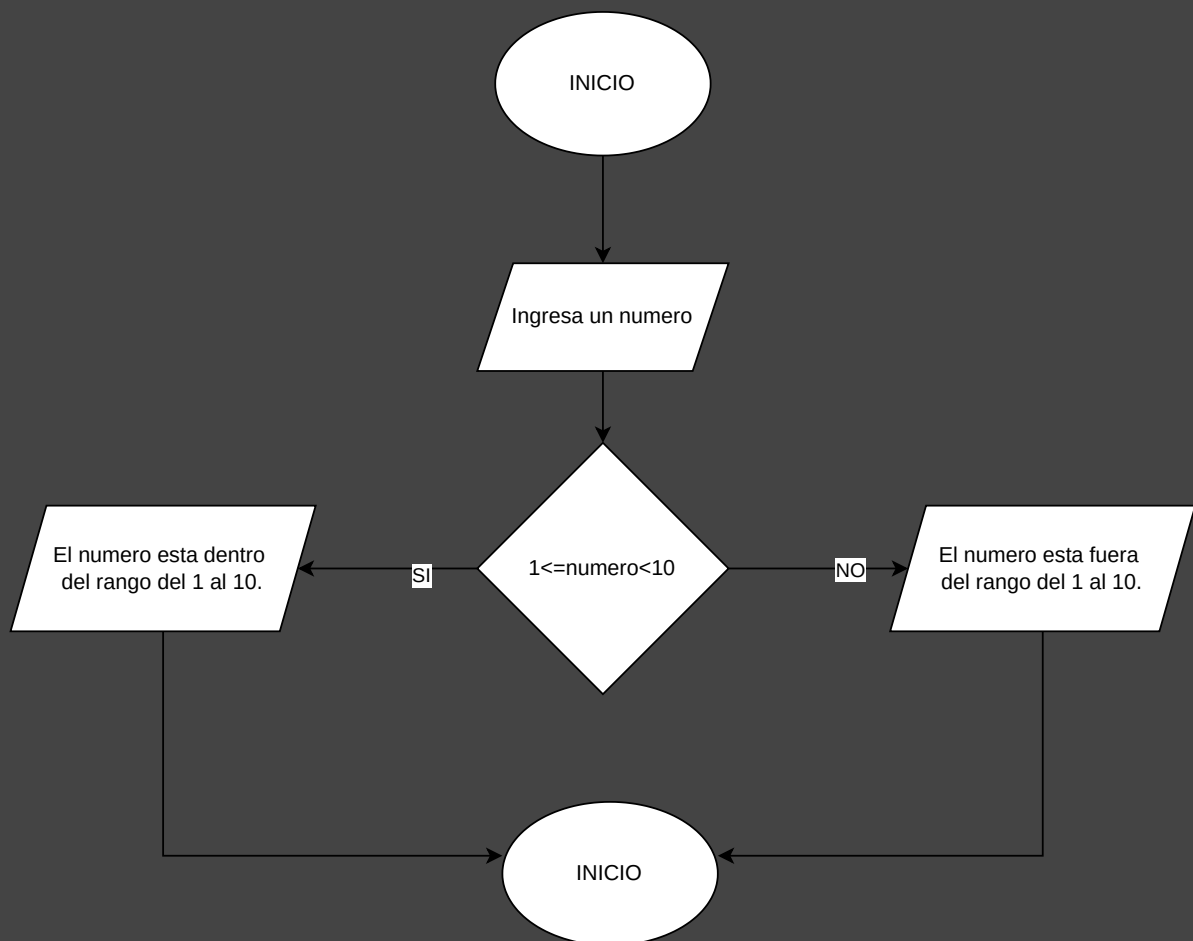 INICIO
Ingresa un numero
1<=numero<10
SI
El numero esta dentro
del rango del 1 al 10.
NO
El numero esta fuera
del rango del 1 al 10.
INICIO